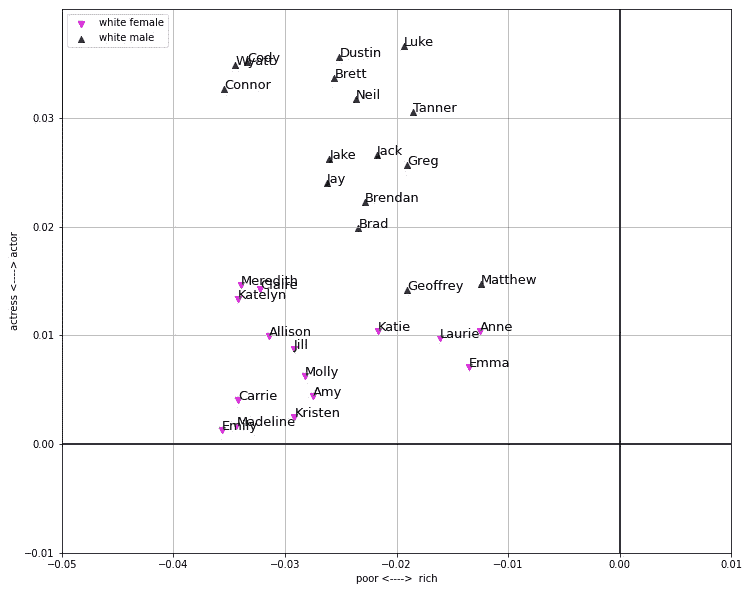 white female
white male
Luke
Dustin
Cody
Wyatt
Brett
Connor
Neil
Tanner
0.03
Jack
Jake
Greg
Jay
Brendan
0.02
Brad
Meredith
Matthew
Claire
Geoffrey
Katelyn
Katie
Anne
Allison
Laurie
0.01
Jill
Emma
Molly
Amy
Carrie
Kristen
Madeline
Emily
0.00
−0.01
actress <----> actor
−0.05
−0.04
−0.03
−0.02
−0.01
0.00
0.01
poor <----> rich